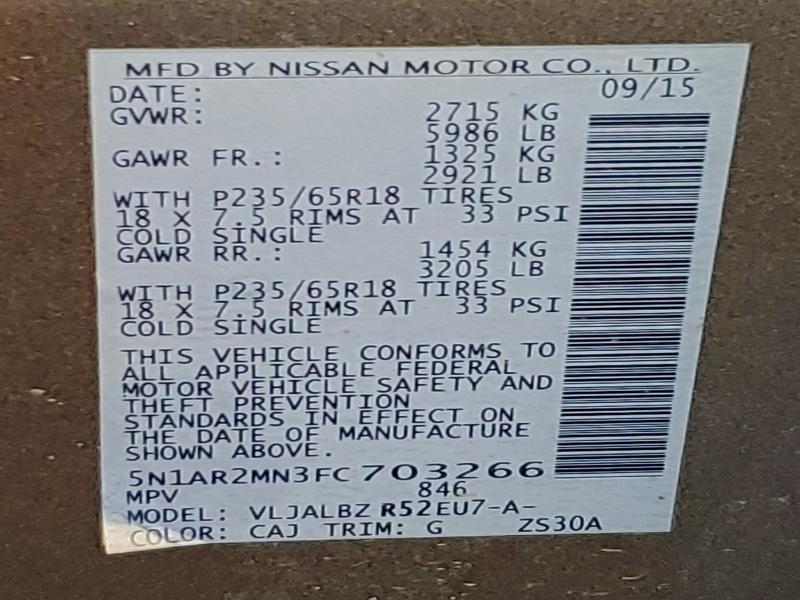 MFD BY NISSAN MOTOR CO., LTD.
DATE: 09/15
GVWR: 2715 KG
5986 LB
GAWR FR.: 1325 KG
2921 LB
WITH P235/65R18 TIRES
18 X 7.5 RIMS AT 33 PSI
COLD SINGLE
GAWR RR.: 1454 KG
3205 LB
WITH P235/65R18 TIRES
18 X 7.5 RIMS AT 33 PSI
COLD SINGLE
THIS VEHICLE CONFORMS TO
ALL APPLICABLE FEDERAL
MOTOR VEHICLE SAFETY AND
THEFT PREVENTION
STANDARDS IN EFFECT ON
THE DATE OF MANUFACTURE
SHOWN ABOVE.
5N1AR2MN3FC703266
MPV 846
MODEL: VLJALBZ R52EU7-A-
COLOR: CAJ TRIM: G ZS30A